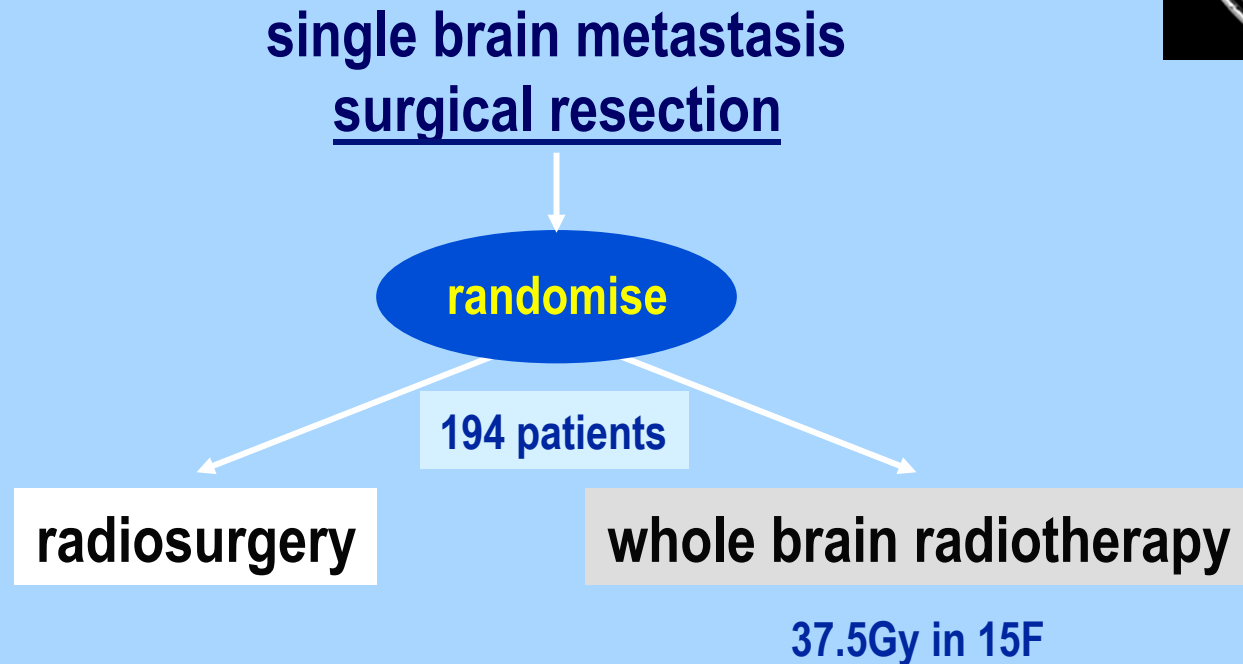 single brain metastasis
surgical resection
randomise
194 patients
radiosurgery
whole brain radiotherapy
37.5Gy in 15F